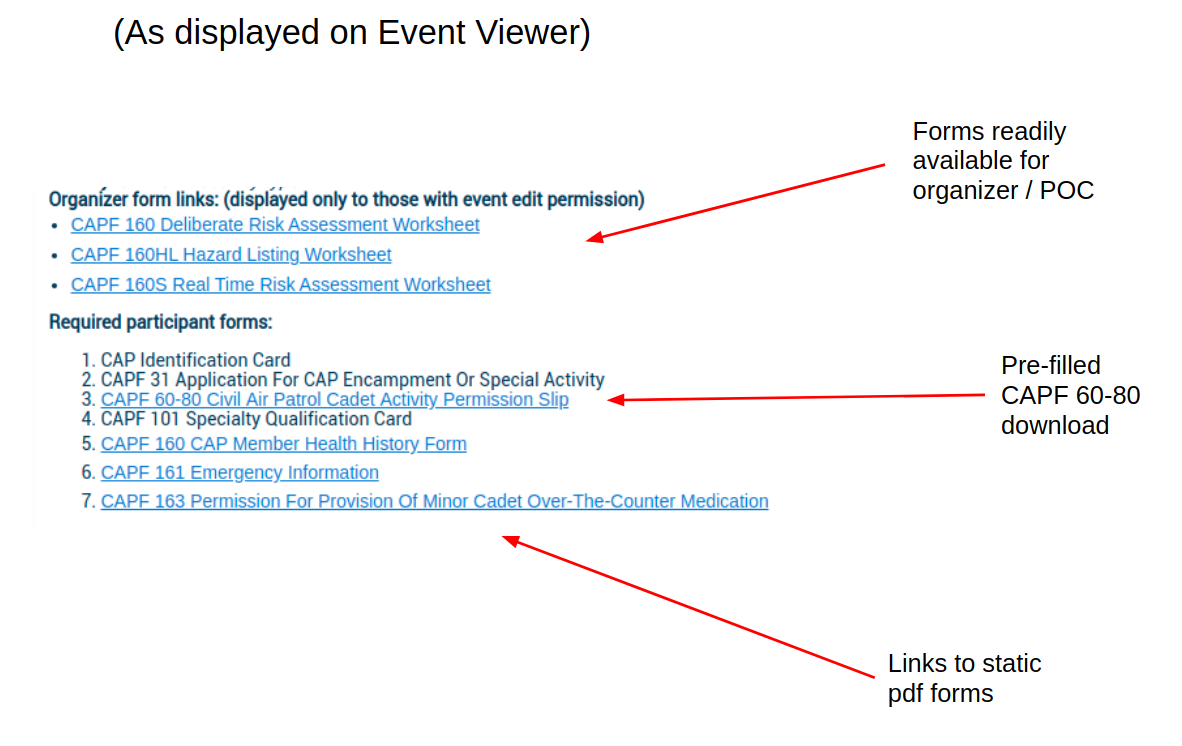 (As displayed on Event Viewer)
Forms readily
available for
organizer / POC
Organizer form links: (displayed only to those with event edit permission)
• CAPF 160 Deliberate Risk Assessment Worksheet
• CAPF 160HL Hazard Listing Worksheet
• CAPF 160S Real Time Risk Assessment Worksheet
Required participant forms:
1. CAP Identification Card
2. CAPF 31 Application For CAP Encampment Or Special Activity
3. CAPF 60-80 Civil Air Patrol Cadet Activity Permission Slip
4. CAPF 101 Specialty Qualification Card
5. CAPF 160 CAP Member Health History Form
6. CAPF 161 Emergency Information
7. CAPF 163 Permission For Provision Of Minor Cadet Over-The-Counter Medication
Pre-filled
CAPF 60-80
download
Links to static
pdf forms